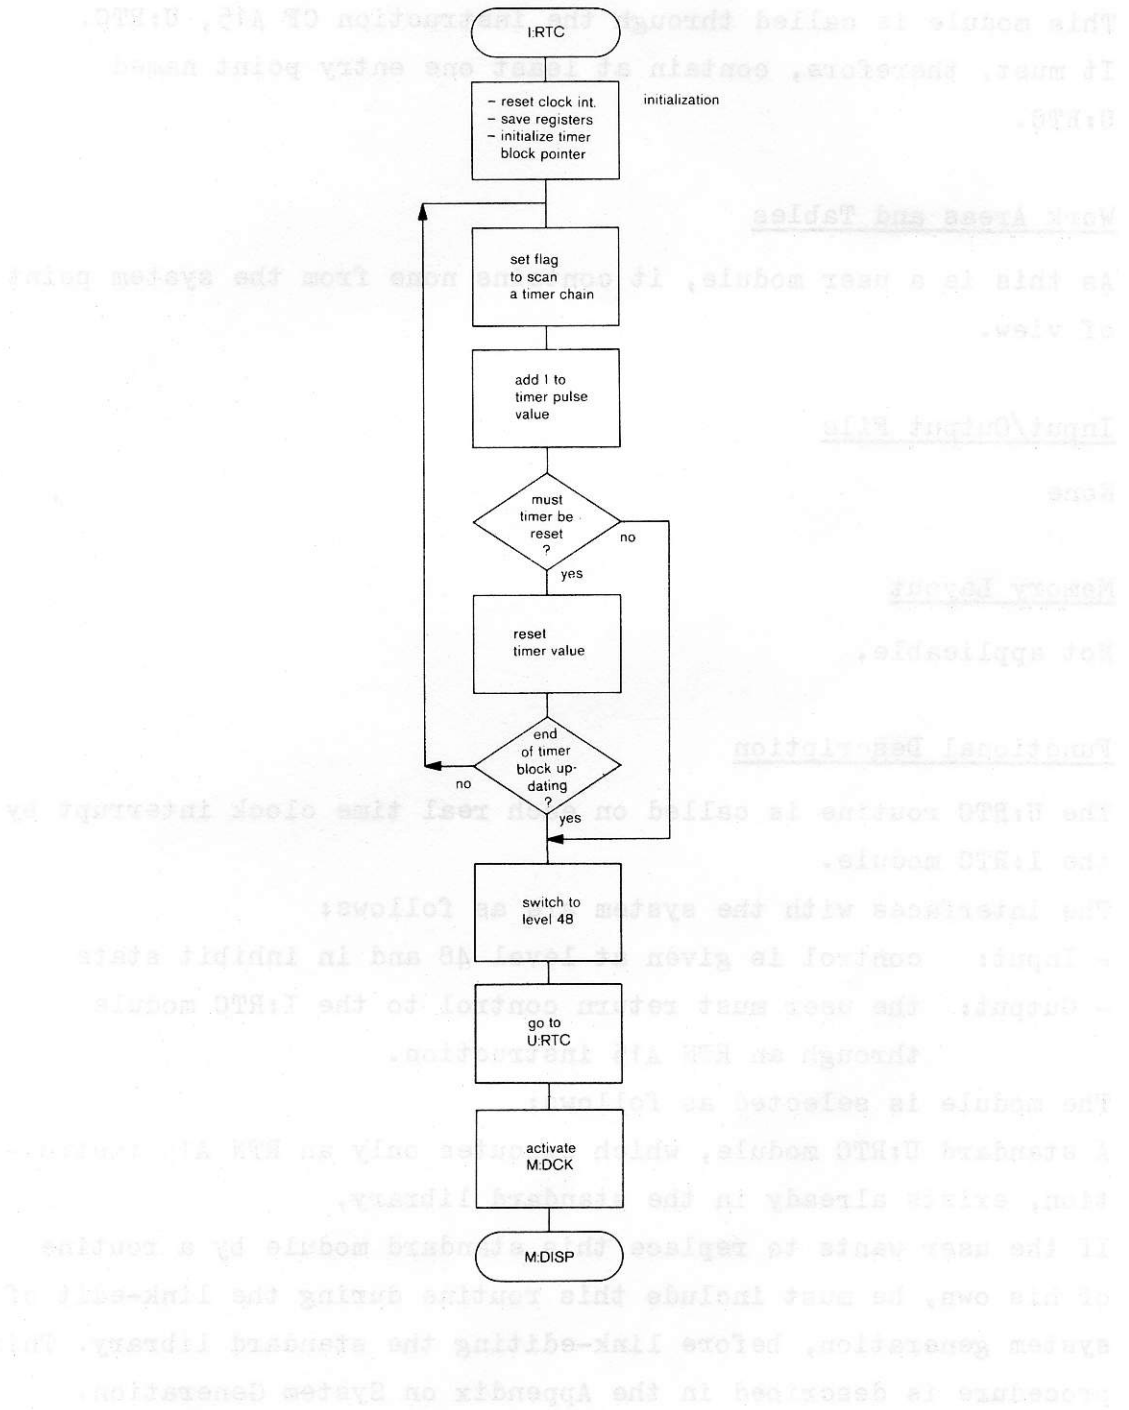 I:RTC
– reset clock int.
– save registers
– initialize timer
block pointer
initialization
set flag
to scan
a timer chain
add 1 to
timer pulse
value
must
timer be
reset
?
no
yes
reset
timer value
end
of timer
block up-
dating
?
no
yes
switch to
level 48
go to
U:RTC
activate
M:DCK
M:DISP
This module is called through the instruction CF A15, U:RTC.
It must, therefore, contain at least one entry point named
U:RTC.
Work Areas and Tables
As this is a user module, it contains none from the system point
of view.
Input/Output File
None
Memory Layout
Not applicable.
Functional Description
The U:RTC routine is called on each real time clock interrupt by
the I:RTC module.
The interfaces with the system are as follows:
- Input: control is given at level 48 and in inhibit state
- Output: the user must return control to the I:RTC module
through an RTN A15 instruction.
The module is selected as follows:
A standard U:RTC module, which only an RTN A15
tion, exists already in the standard library.
If the user wants to replace this standard module by a routine
of his own, he must include this routine during the link-edit of
system generation, before link-editing the standard library.
procedure is described in the Appendix on System Generation.